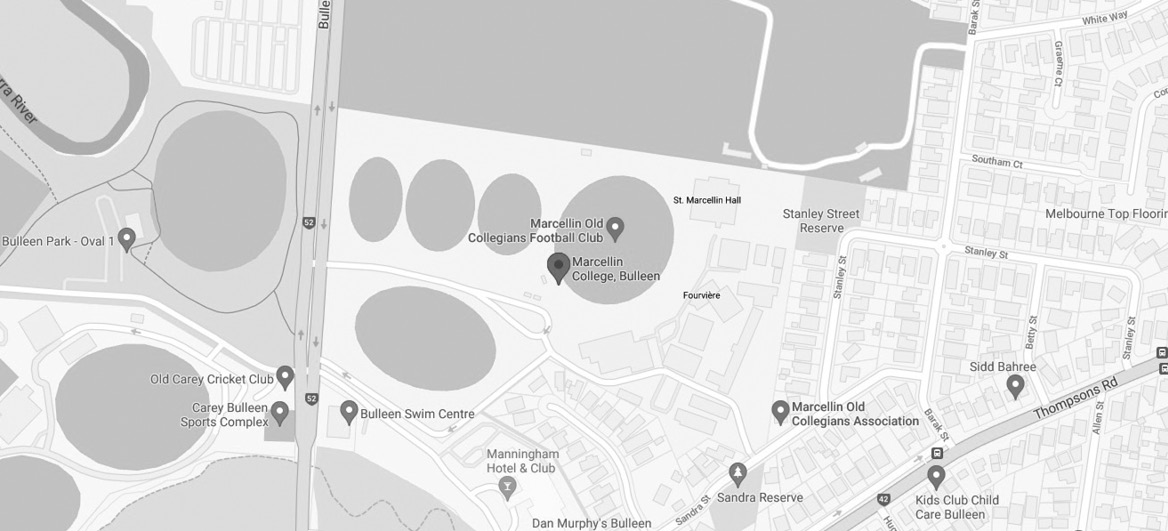 Bulle
Barak St
White Way
Graeme Ct
Co
rra River
Southam Ct
St. Marcellin Hall
52
Marcellin Old
Collegians Football Club
Stanley Street
Reserve
Melbourne Top Floorin
Bulleen Park - Oval 1
Marcellin
College, Bulleen
Stanley St
Stanley St
Fourvière
Betty St
Stanley St
Sidd Bahree
Old Carey Cricket Club
Thompsons Rd
52
Carey Bulleen
Sports Complex
Bulleen Swim Centre
Marcellin Old
Collegians Association
Barak St
Allen St
Manningham
Hotel & Club
Sandra Reserve
Sandra St
42
Kids Club Child
Care Bulleen
Dan Murphy's Bulleen
Hu